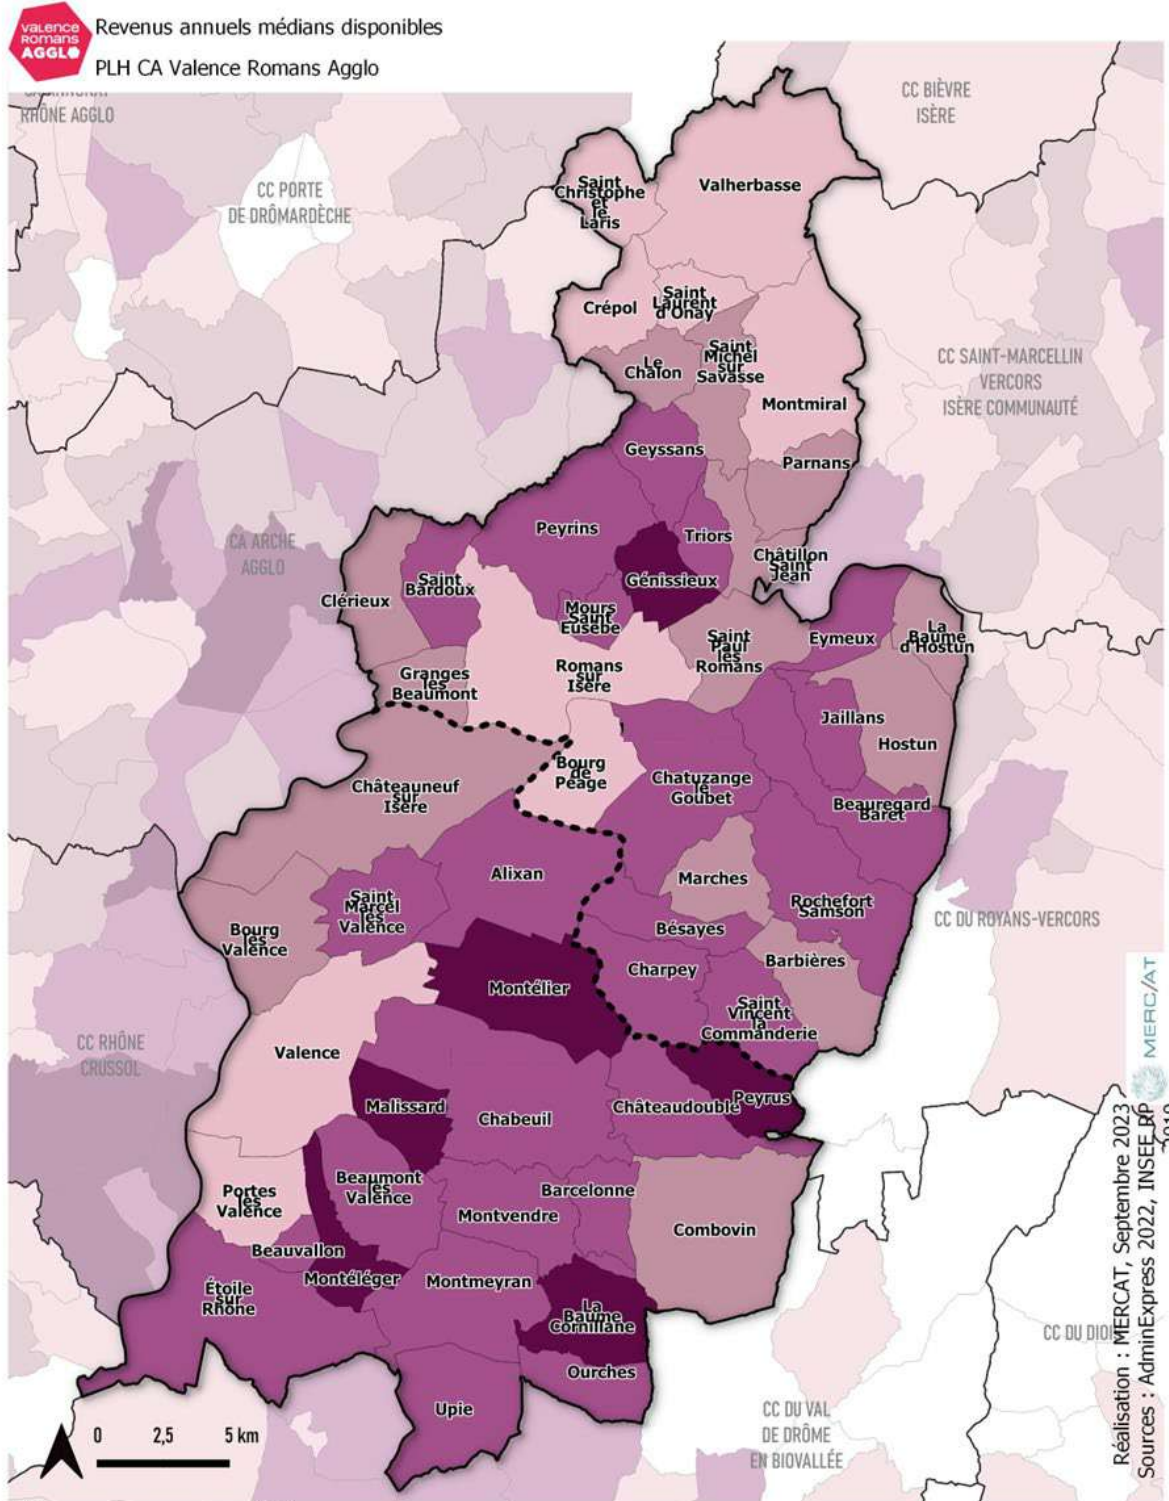 valence
Romans
AGGLO
Revenus annuels médians disponibles
PLH CA Valence Romans Agglo
RHÔNE AGGLO
CC BIÈVRE
ISÈRE
CC PORTE
DE DRÔMARDÈCHE
Saint
Christophe
et
le
Laris
Valherbasse
Crépol
Saint
Laurent
d'Onay
Le
Chalon
Saint
Michel
sur
Savasse
CC SAINT-MARCELLIN
VERCORS
ISÈRE COMMUNAUTÉ
Montmiral
Geyssans
Parnans
Peyrins
Triors
CA ARCHE
AGGLO
Châtillon
Saint
Jean
Génissieux
Saint
Bardoux
Clérieux
Mours
Saint
Eusèbe
Saint
Paul
lès
Romans
Eymeux
La
Baume
d'Hostun
Romans
sur
Isère
Granges
les
Beaumont
Jaillans
Hostun
Bourg
de
Péage
Châteauneuf
sur
Isère
Chatuzange
le
Goubet
Beauregard
Baret
Alixan
Marches
Saint
Marcel
lès
Valence
Rochefort
Samson
CC DU ROYANS-VERCORS
Bourg
lès
Valence
Bésayes
Barbières
Charpey
Montélier
Saint
Vincent
la
Commanderie
CC RHÔNE
CRUSSOL
Valence
Malissard
Chabeuil
Châteaudouble
Peyrus
Beaumont
lès
Valence
Barcelonne
Portes
lès
Valence
Montvendre
Combovin
Beauvallon
Montéléger
Montmeyran
Étoile
sur
Rhône
La
Baume
Cornillane
CC DU DIOI
Ourches
Upie
CC DU VAL
DE DRÔME
EN BIOVALLÉE
0 2,5 5 km
MERC/AT
Réalisation : MERCAT, Septembre 2023
Sources : AdminExpress 2022, INSEE RP